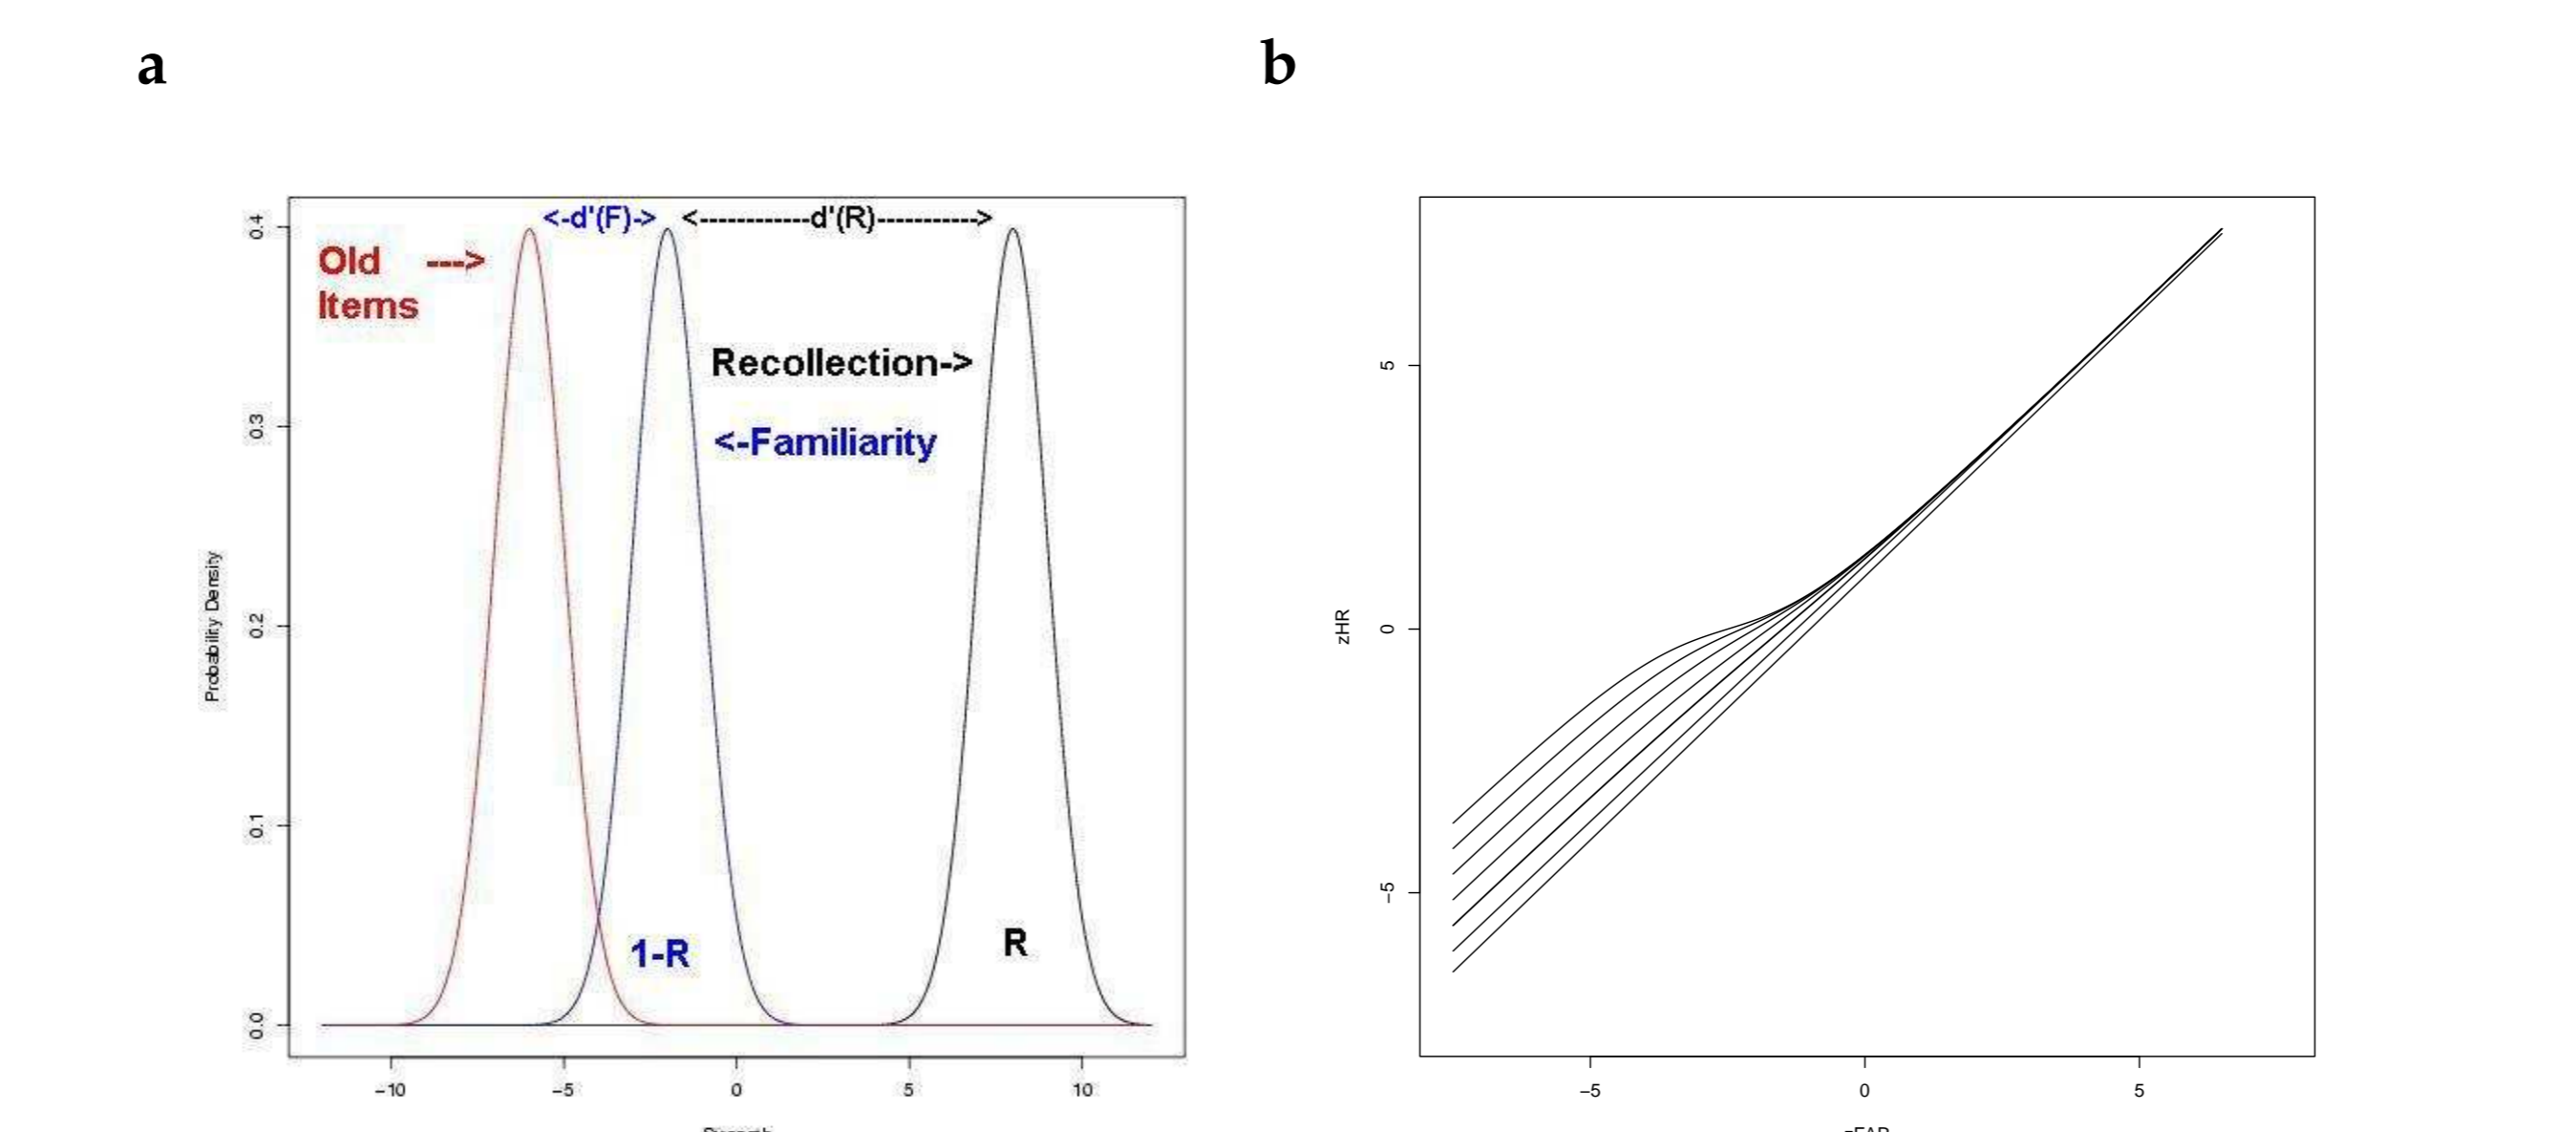 a
b
<-d'(F)-> <------------d'(R)----------->
Old --->
Items
Recollection->
<-Familiarity
1-R
R
Probability Density
0.4
0.3
0.2
0.1
0.0
−10 −5 0 5 10
zHR
5
0
−5
−5 0 5